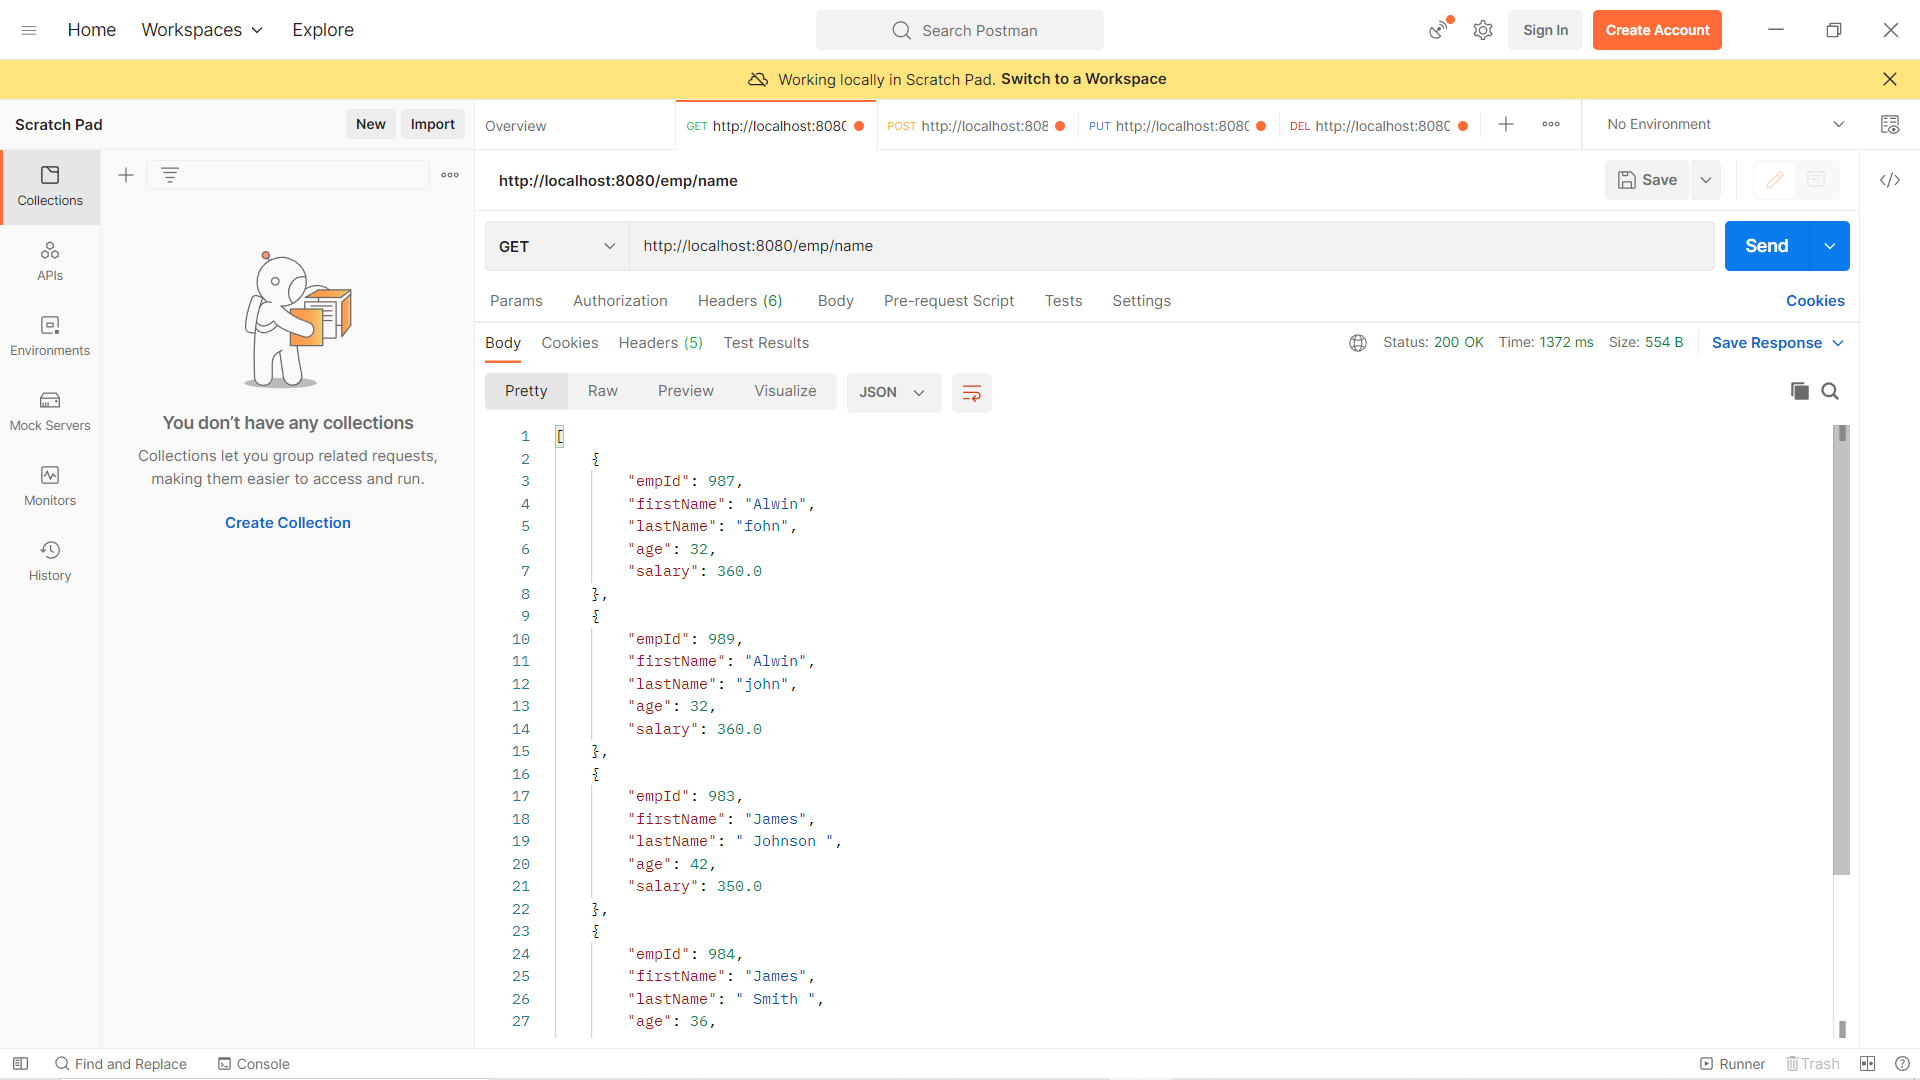 Home Workspaces Explore Search Postman Sign In Create Account
Working locally in Scratch Pad. Switch to a Workspace
Scratch Pad New Import Overview GET http://localhost:8080 POST http://localhost:808 PUT http://localhost:8080 DEL http://localhost:8080 No Environment
Collections
APIs
Environments
Mock Servers
Monitors
History
You don’t have any collections
Collections let you group related requests,
making them easier to access and run.
Create Collection
http://localhost:8080/emp/name Save
GET http://localhost:8080/emp/name Send
Params Authorization Headers (6) Body Pre-request Script Tests Settings Cookies
Body Cookies Headers (5) Test Results Status: 200 OK Time: 1372 ms Size: 554 B Save Response
Pretty Raw Preview Visualize JSON
1 [
2 {
3 "empId": 987,
4 "firstName": "Alwin",
5 "lastName": "fohn",
6 "age": 32,
7 "salary": 360.0
8 },
9 {
10 "empId": 989,
11 "firstName": "Alwin",
12 "lastName": "john",
13 "age": 32,
14 "salary": 360.0
15 },
16 {
17 "empId": 983,
18 "firstName": "James",
19 "lastName": " Johnson ",
20 "age": 42,
21 "salary": 350.0
22 },
23 {
24 "empId": 984,
25 "firstName": "James",
26 "lastName": " Smith ",
27 "age": 36,
Find and Replace Console Runner Trash